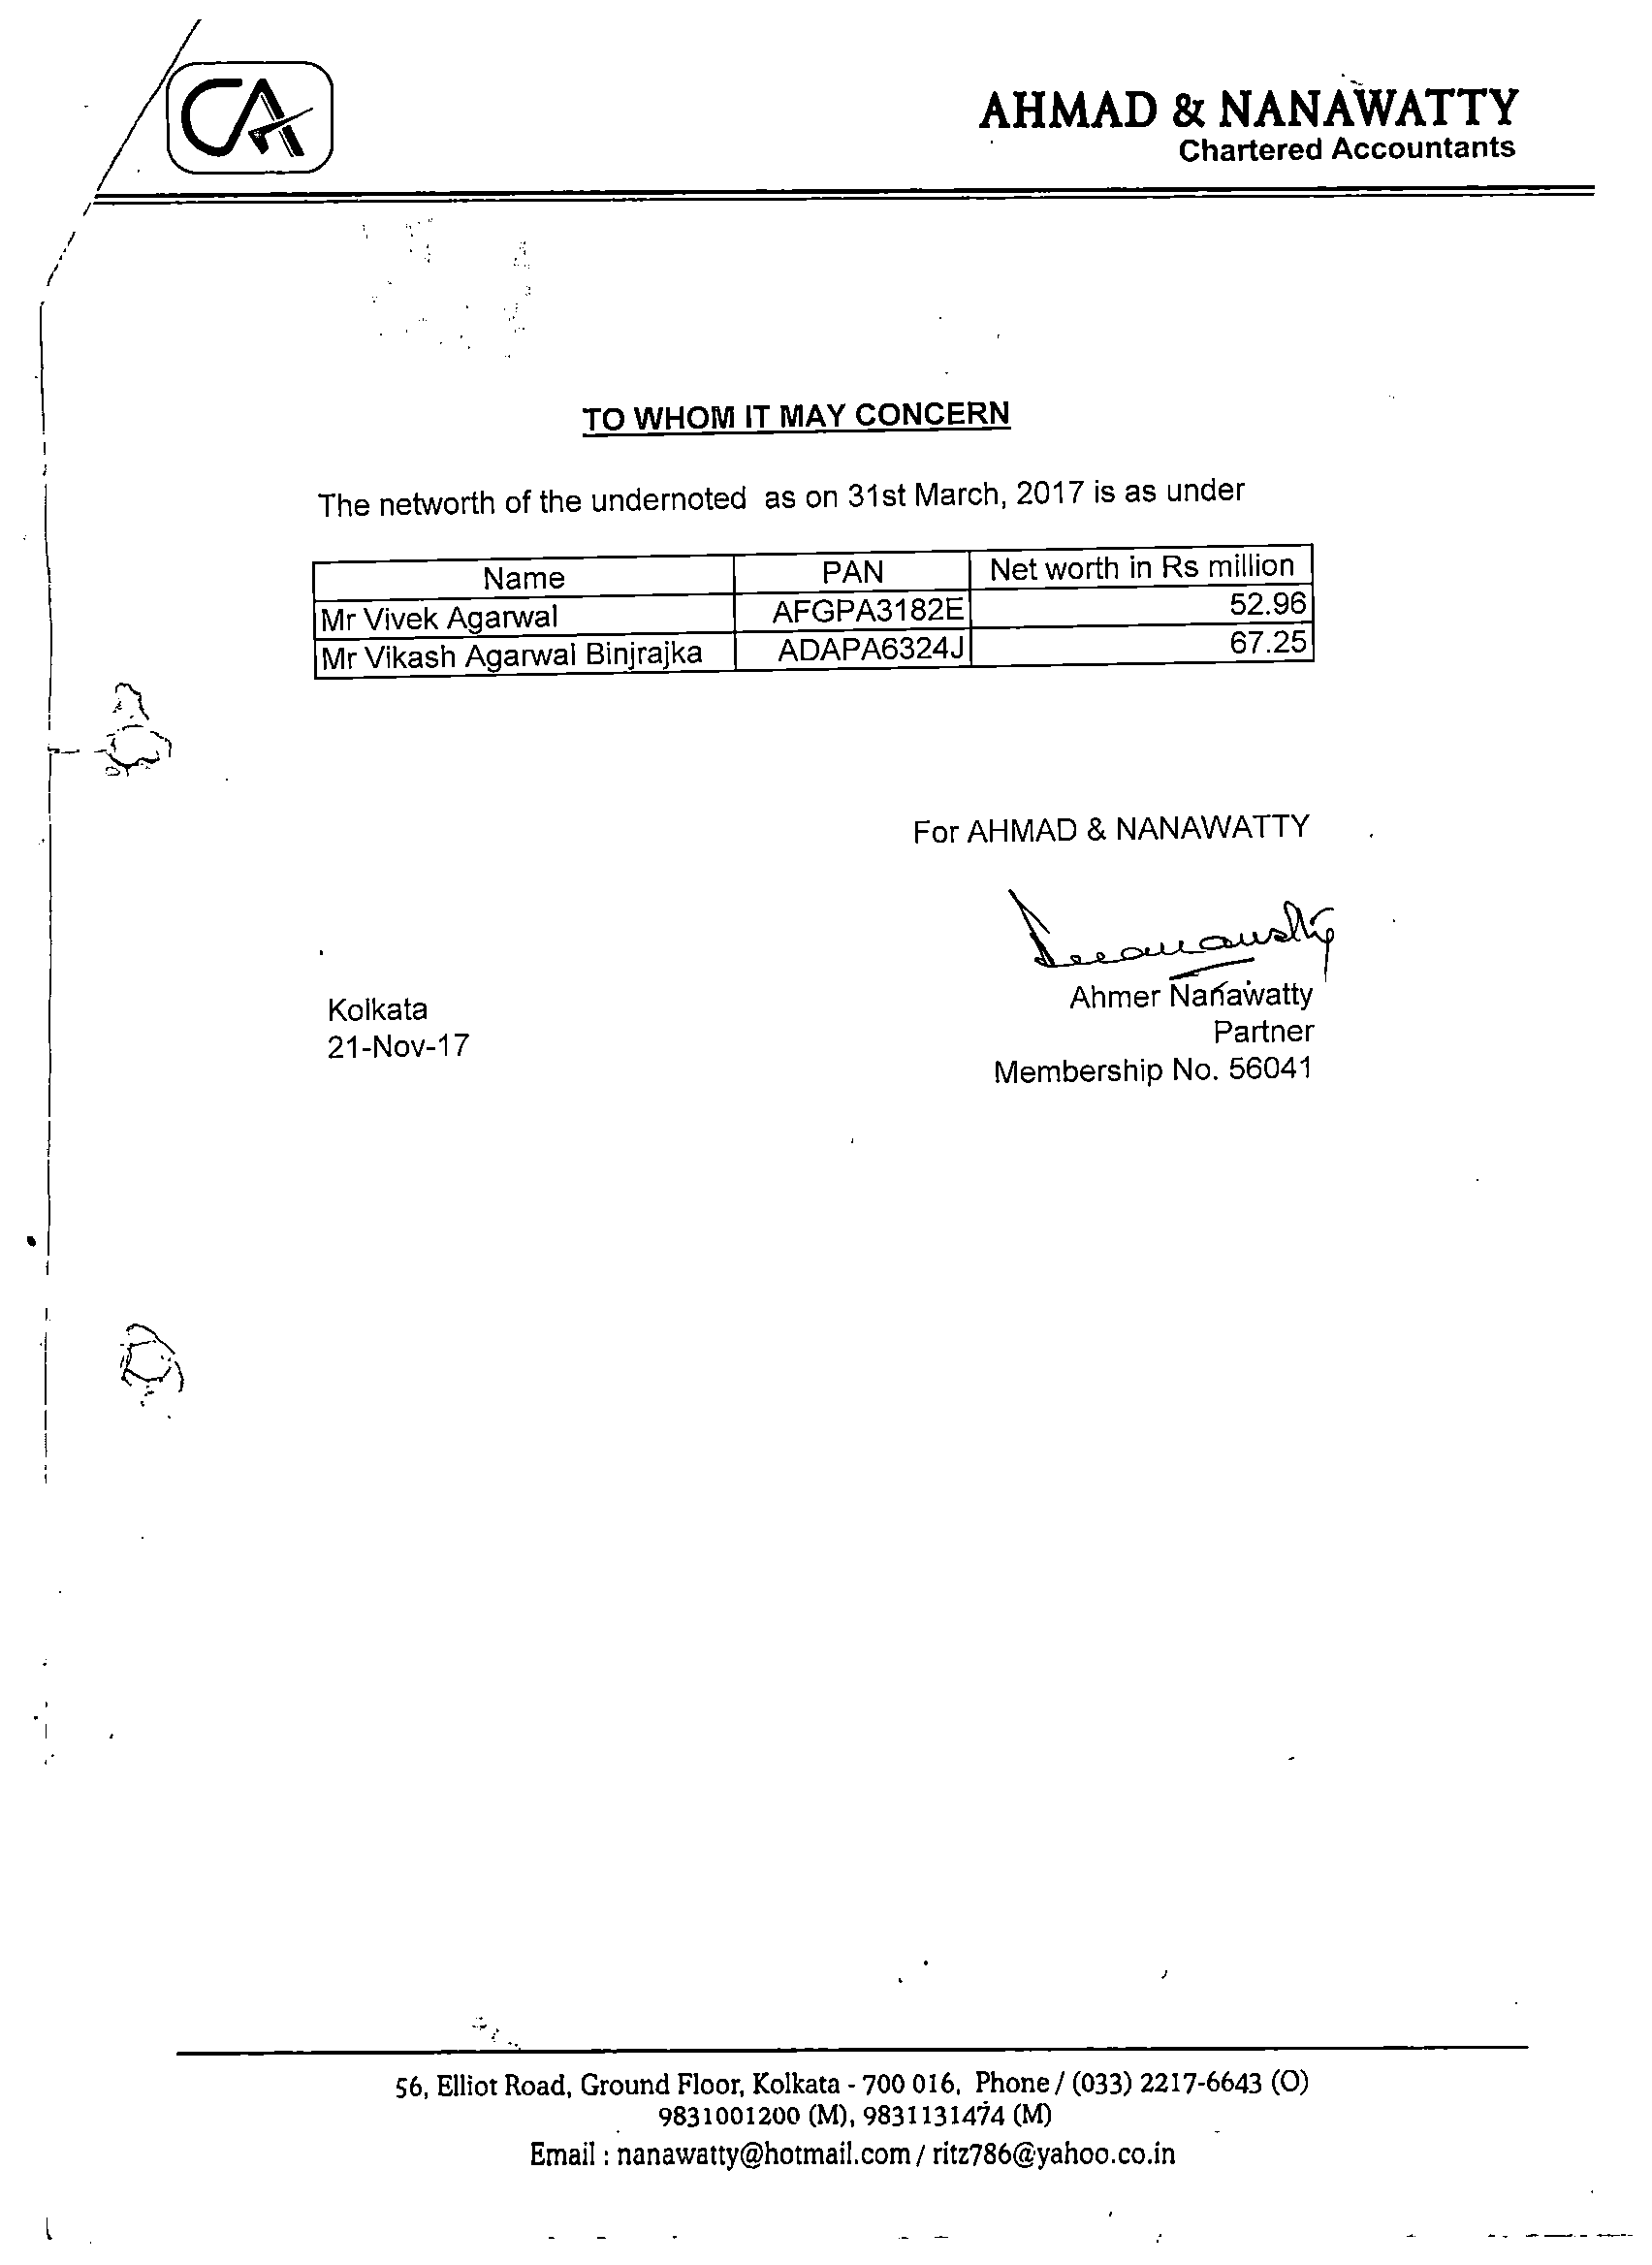 CA
AHMAD & NANAWATTY
Chartered Accountants
TO WHOM IT MAY CONCERN
The networth of the undernoted as on 31st March, 2017 is as under
Name PAN Net worth in Rs million
Mr Vivek Agarwal AFGPA3182E 52.96
Mr Vikash Agarwal Binjrajka ADAPA6324J 67.25
For AHMAD & NANAWATTY
Ahmer Nanawatty
Kolkata
Partner
21-Nov-17
Membership No. 56041
56, Elliot Road, Ground Floor, Kolkata - 700 016, Phone / (033) 2217-6643 (O)
9831001200 (M), 9831131474 (M)
Email : nanawatty@hotmail.com / ritz786@yahoo.co.in